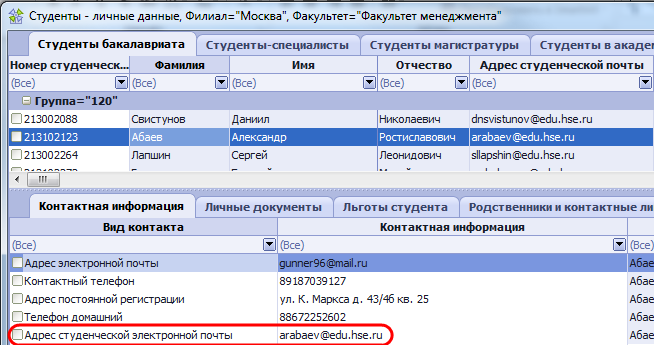 Студенты - личные данные, Филиал="Москва", Факультет="Факультет менеджмента"
Студенты бакалавриата Студенты-специалисты Студенты магистратуры Студенты в академ
Номер студенческ... Фамилия Имя Отчество Адрес студенческой почты
(Все) (Все) (Все) (Все) (Все)
Группа="120"
213002088 Свистунов Даниил Николаевич dnsvistunov@edu.hse.ru
213102123 Абаев Александр Ростиславович arabaev@edu.hse.ru
213002264 Лапшин Сергей Леонидович sllapshin@edu.hse.ru
Контактная информация Личные документы Льготы студента Родственники и контактные ли
Вид контакта Контактная информация
(Все) (Все) (Все)
Адрес электронной почты gunner96@mail.ru Абае
Контактный телефон 89187039127 Абае
Адрес постоянной регистрации ул. К. Маркса д. 43/4б кв. 25 Абае
Телефон домашний 88672252602 Абае
Адрес студенческой электронной почты arabaev@edu.hse.ru Абае